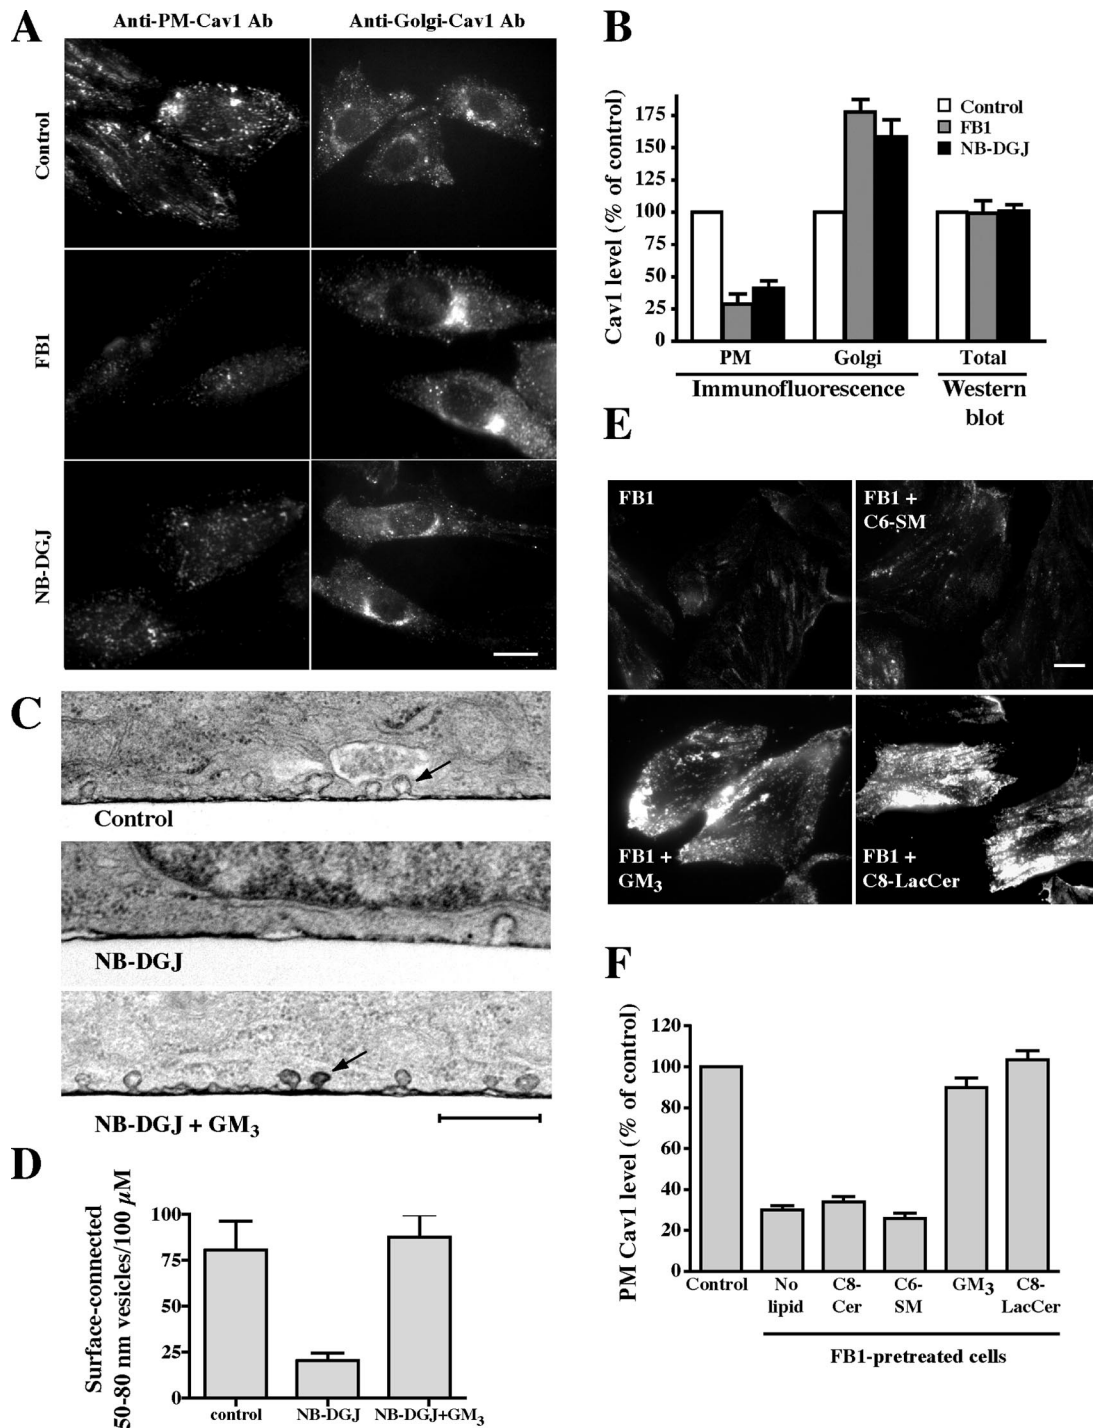 A
Anti-PM-Cav1 Ab
Anti-Golgi-Cav1 Ab
Control
FB1
NB-DGJ
B
Cav1 level (% of control)
175
150
125
100
75
50
25
0
Control
FB1
NB-DGJ
PM
Golgi
Total
Immunofluorescence
Western
blot
C
Control
NB-DGJ
NB-DGJ + GM3
D
Surface-connected
50-80 nm vesicles/100 µM
100
75
50
25
0
control
NB-DGJ
NB-DGJ+GM3
E
FB1
FB1 +
C6-SM
FB1 +
GM3
FB1 +
C8-LacCer
F
PM Cav1 level (% of control)
120
100
80
60
40
20
0
Control
No
lipid
C8-
Cer
C6-
SM
GM3
C8-
LacCer
FB1-pretreated cells